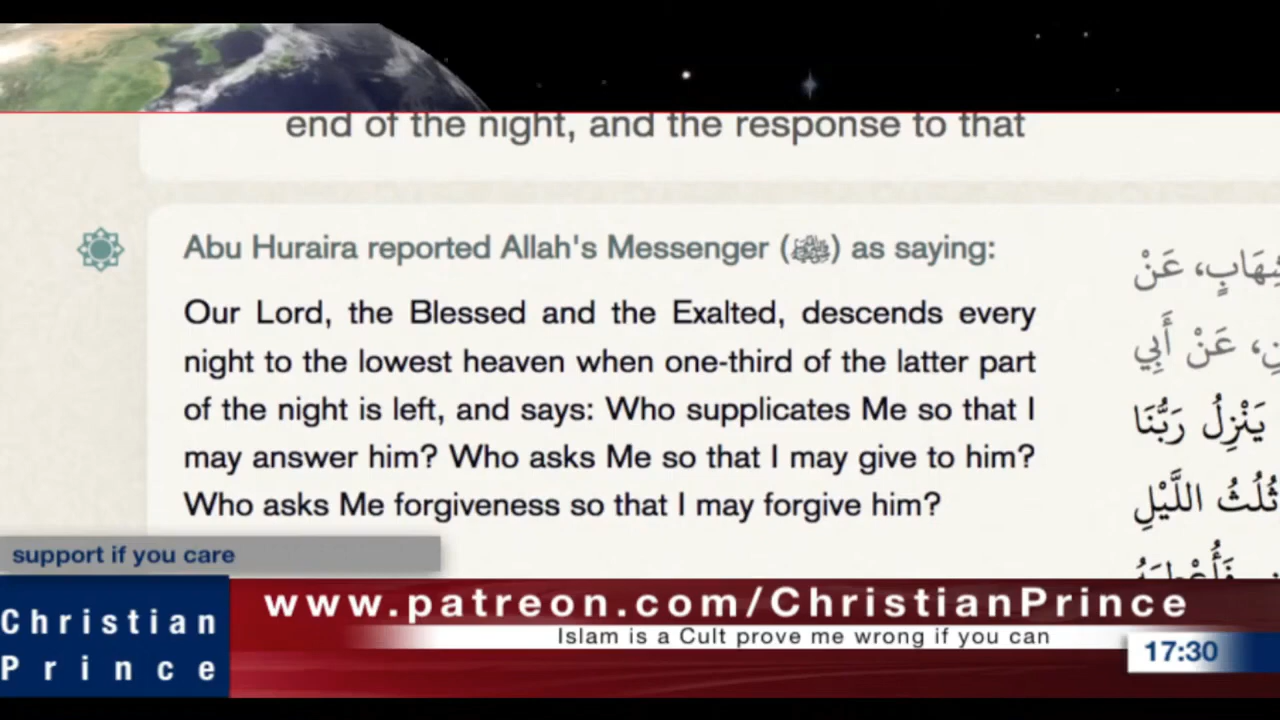 end of the night, and the response to that
Abu Huraira reported Allah's Messenger (ﷺ) as saying:
Our Lord, the Blessed and the Exalted, descends every
night to the lowest heaven when one-third of the latter part
of the night is left, and says: Who supplicates Me so that I
may answer him? Who asks Me so that I may give to him?
Who asks Me forgiveness so that I may forgive him?
عَنْ
عَنْ أَبِي
يَنْزِلُ رَبُّنَا
ثُلُثُ اللَّيْلِ
support if you care
Christian
Prince
www.patreon.com/ChristianPrince
Islam is a Cult prove me wrong if you can
17:30